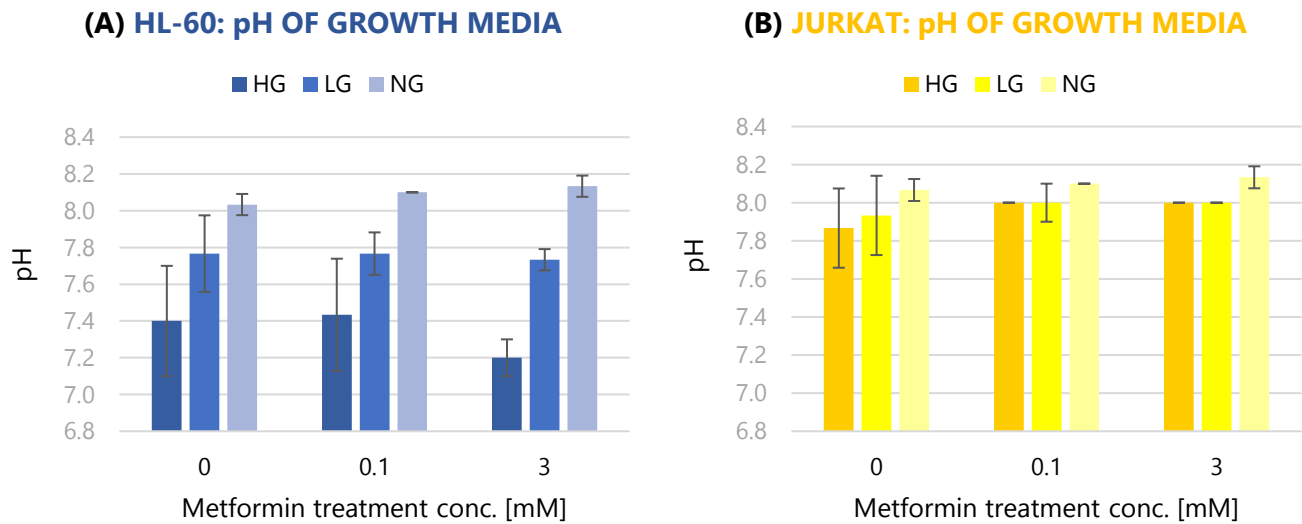 (A) HL-60: pH OF GROWTH MEDIA
HG LG NG
8.4
8.2
8.0
7.8
7.6
7.4
7.2
7.0
6.8
pH
0 0.1 3
Metformin treatment conc. [mM]
(B) JURKAT: pH OF GROWTH MEDIA
HG LG NG
8.4
8.2
8.0
7.8
7.6
7.4
7.2
7.0
6.8
pH
0 0.1 3
Metformin treatment conc. [mM]